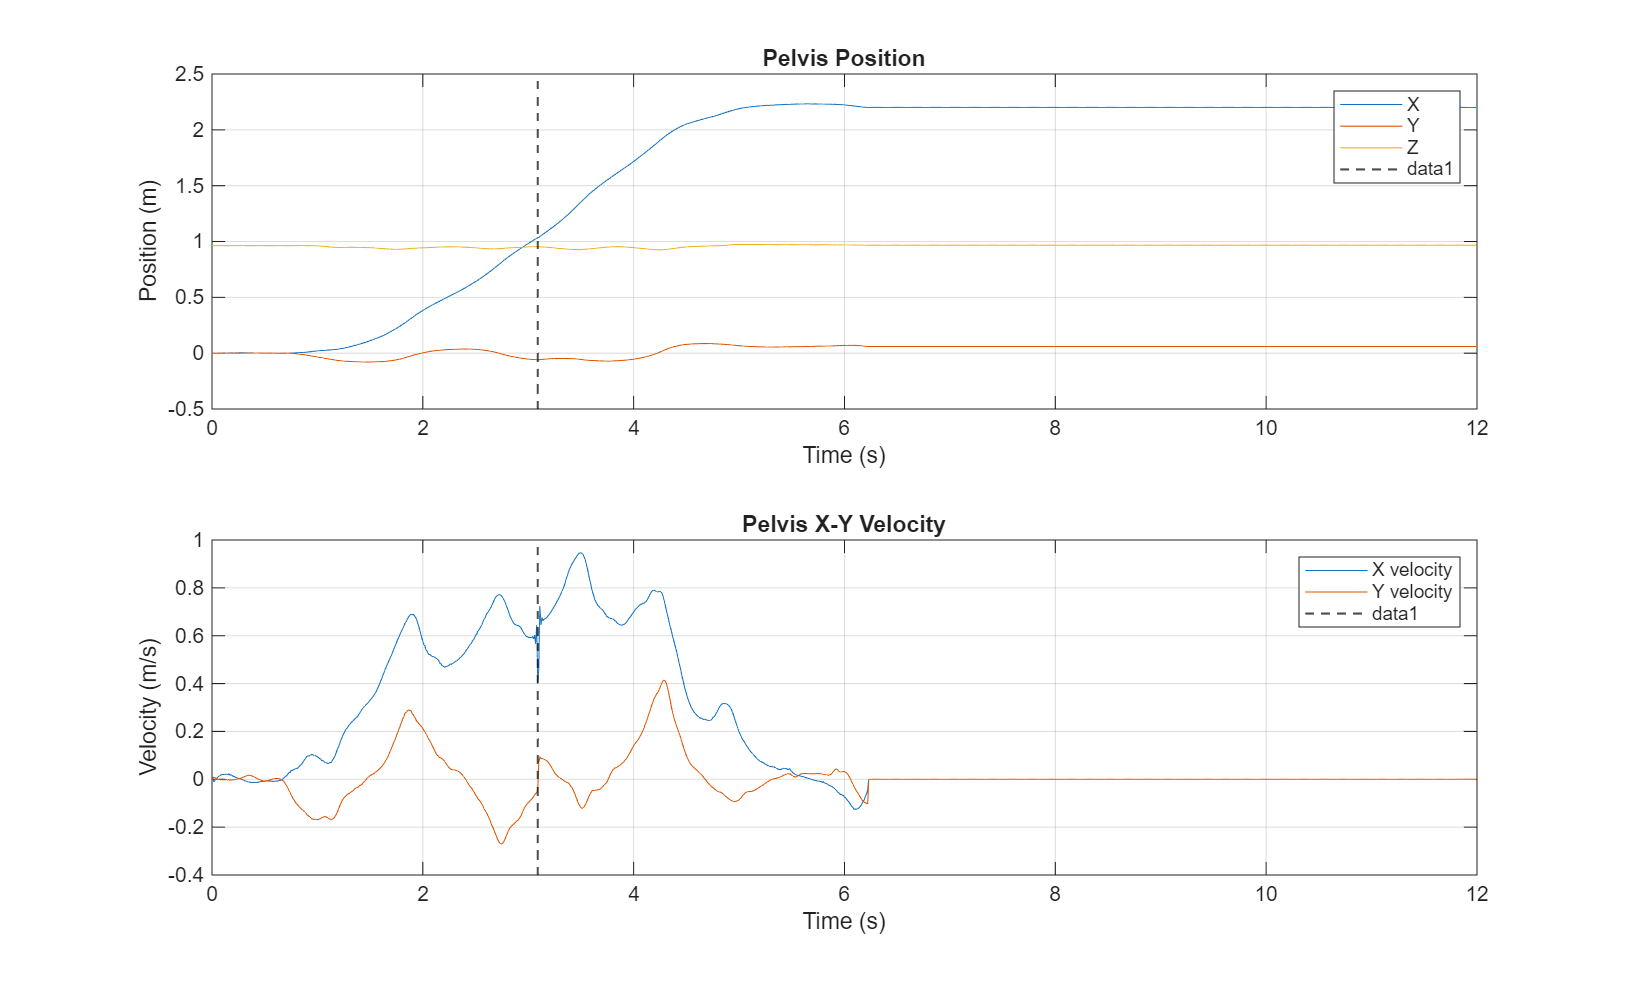 Pelvis Position
2.5
2
1.5
1
0.5
0
-0.5
Position (m)
X
Y
Z
data1
0 2 4 6 8 10 12
Time (s)
Pelvis X-Y Velocity
1
0.8
0.6
0.4
0.2
0
-0.2
-0.4
Velocity (m/s)
X velocity
Y velocity
data1
0 2 4 6 8 10 12
Time (s)